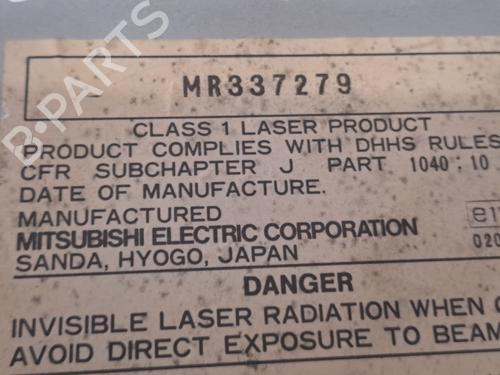 MR337279
CLASS 1 LASER PRODUCT
PRODUCT COMPLIES WITH DHHS RULES
CFR SUBCHAPTER J PART 1040:10
DATE OF MANUFACTURE.
MANUFACTURED
MITSUBISHI ELECTRIC CORPORATION
SANDA, HYOGO, JAPAN
020
DANGER
INVISIBLE LASER RADIATION WHEN
AVOID DIRECT EXPOSURE TO BEAM
B-PARTS